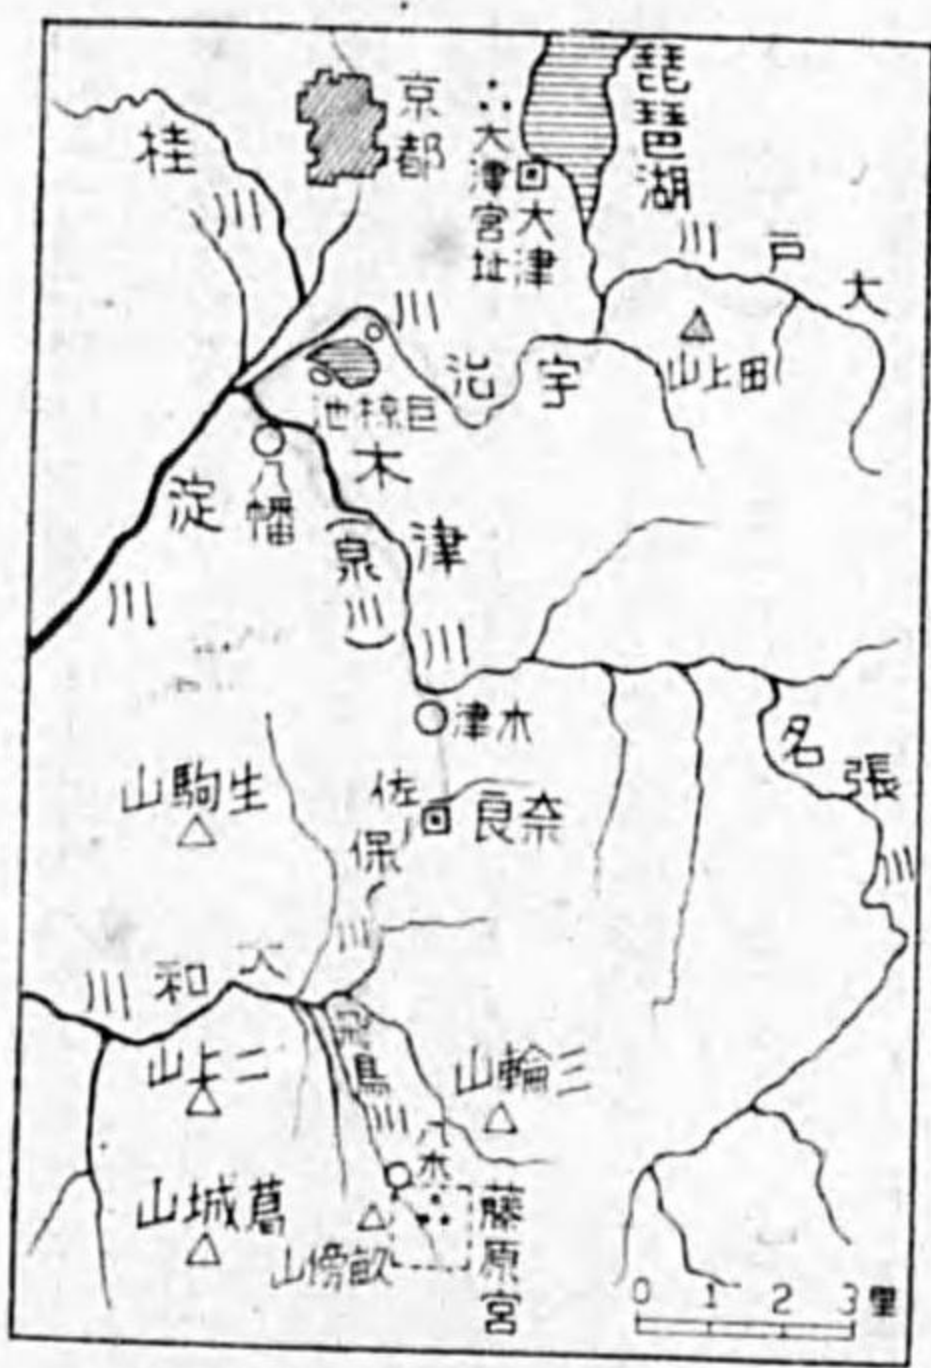 琵琶湖
京都
大津宮址
大津
桂川
大戸川
田上山
宇治川
巨椋池
八幡
木津川
(泉川)
淀川
木津
名張川
生駒山
奈良
佐保川
大和川
飛鳥川
二上山
三輪山
八木
葛城山
畝傍山
藤原宮
0 1 2 3里